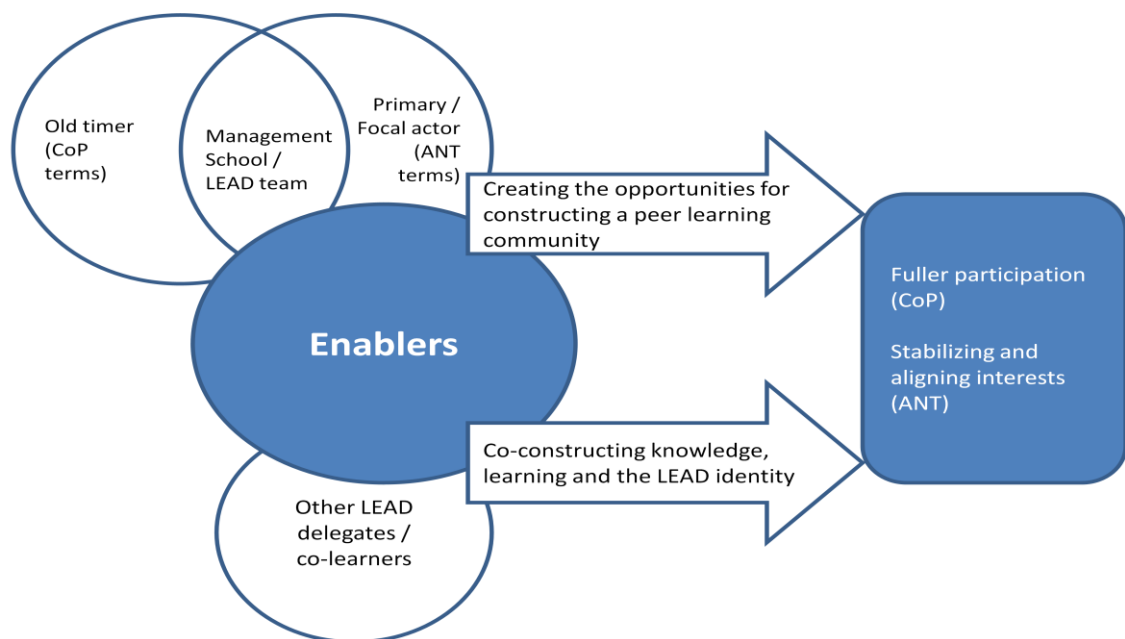 Old timer
(CoP
terms)
Management
School /
LEAD team
Primary /
Focal actor
(ANT
terms)
Creating the opportunities for
constructing a peer learning
community
Enablers
Fuller participation
(CoP)
Stabilizing and
aligning interests
(ANT)
Co-constructing knowledge,
learning and the LEAD identity
Other LEAD
delegates /
co-learners